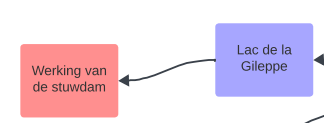 Werking van
de stuwdam
Lac de la
Gileppe